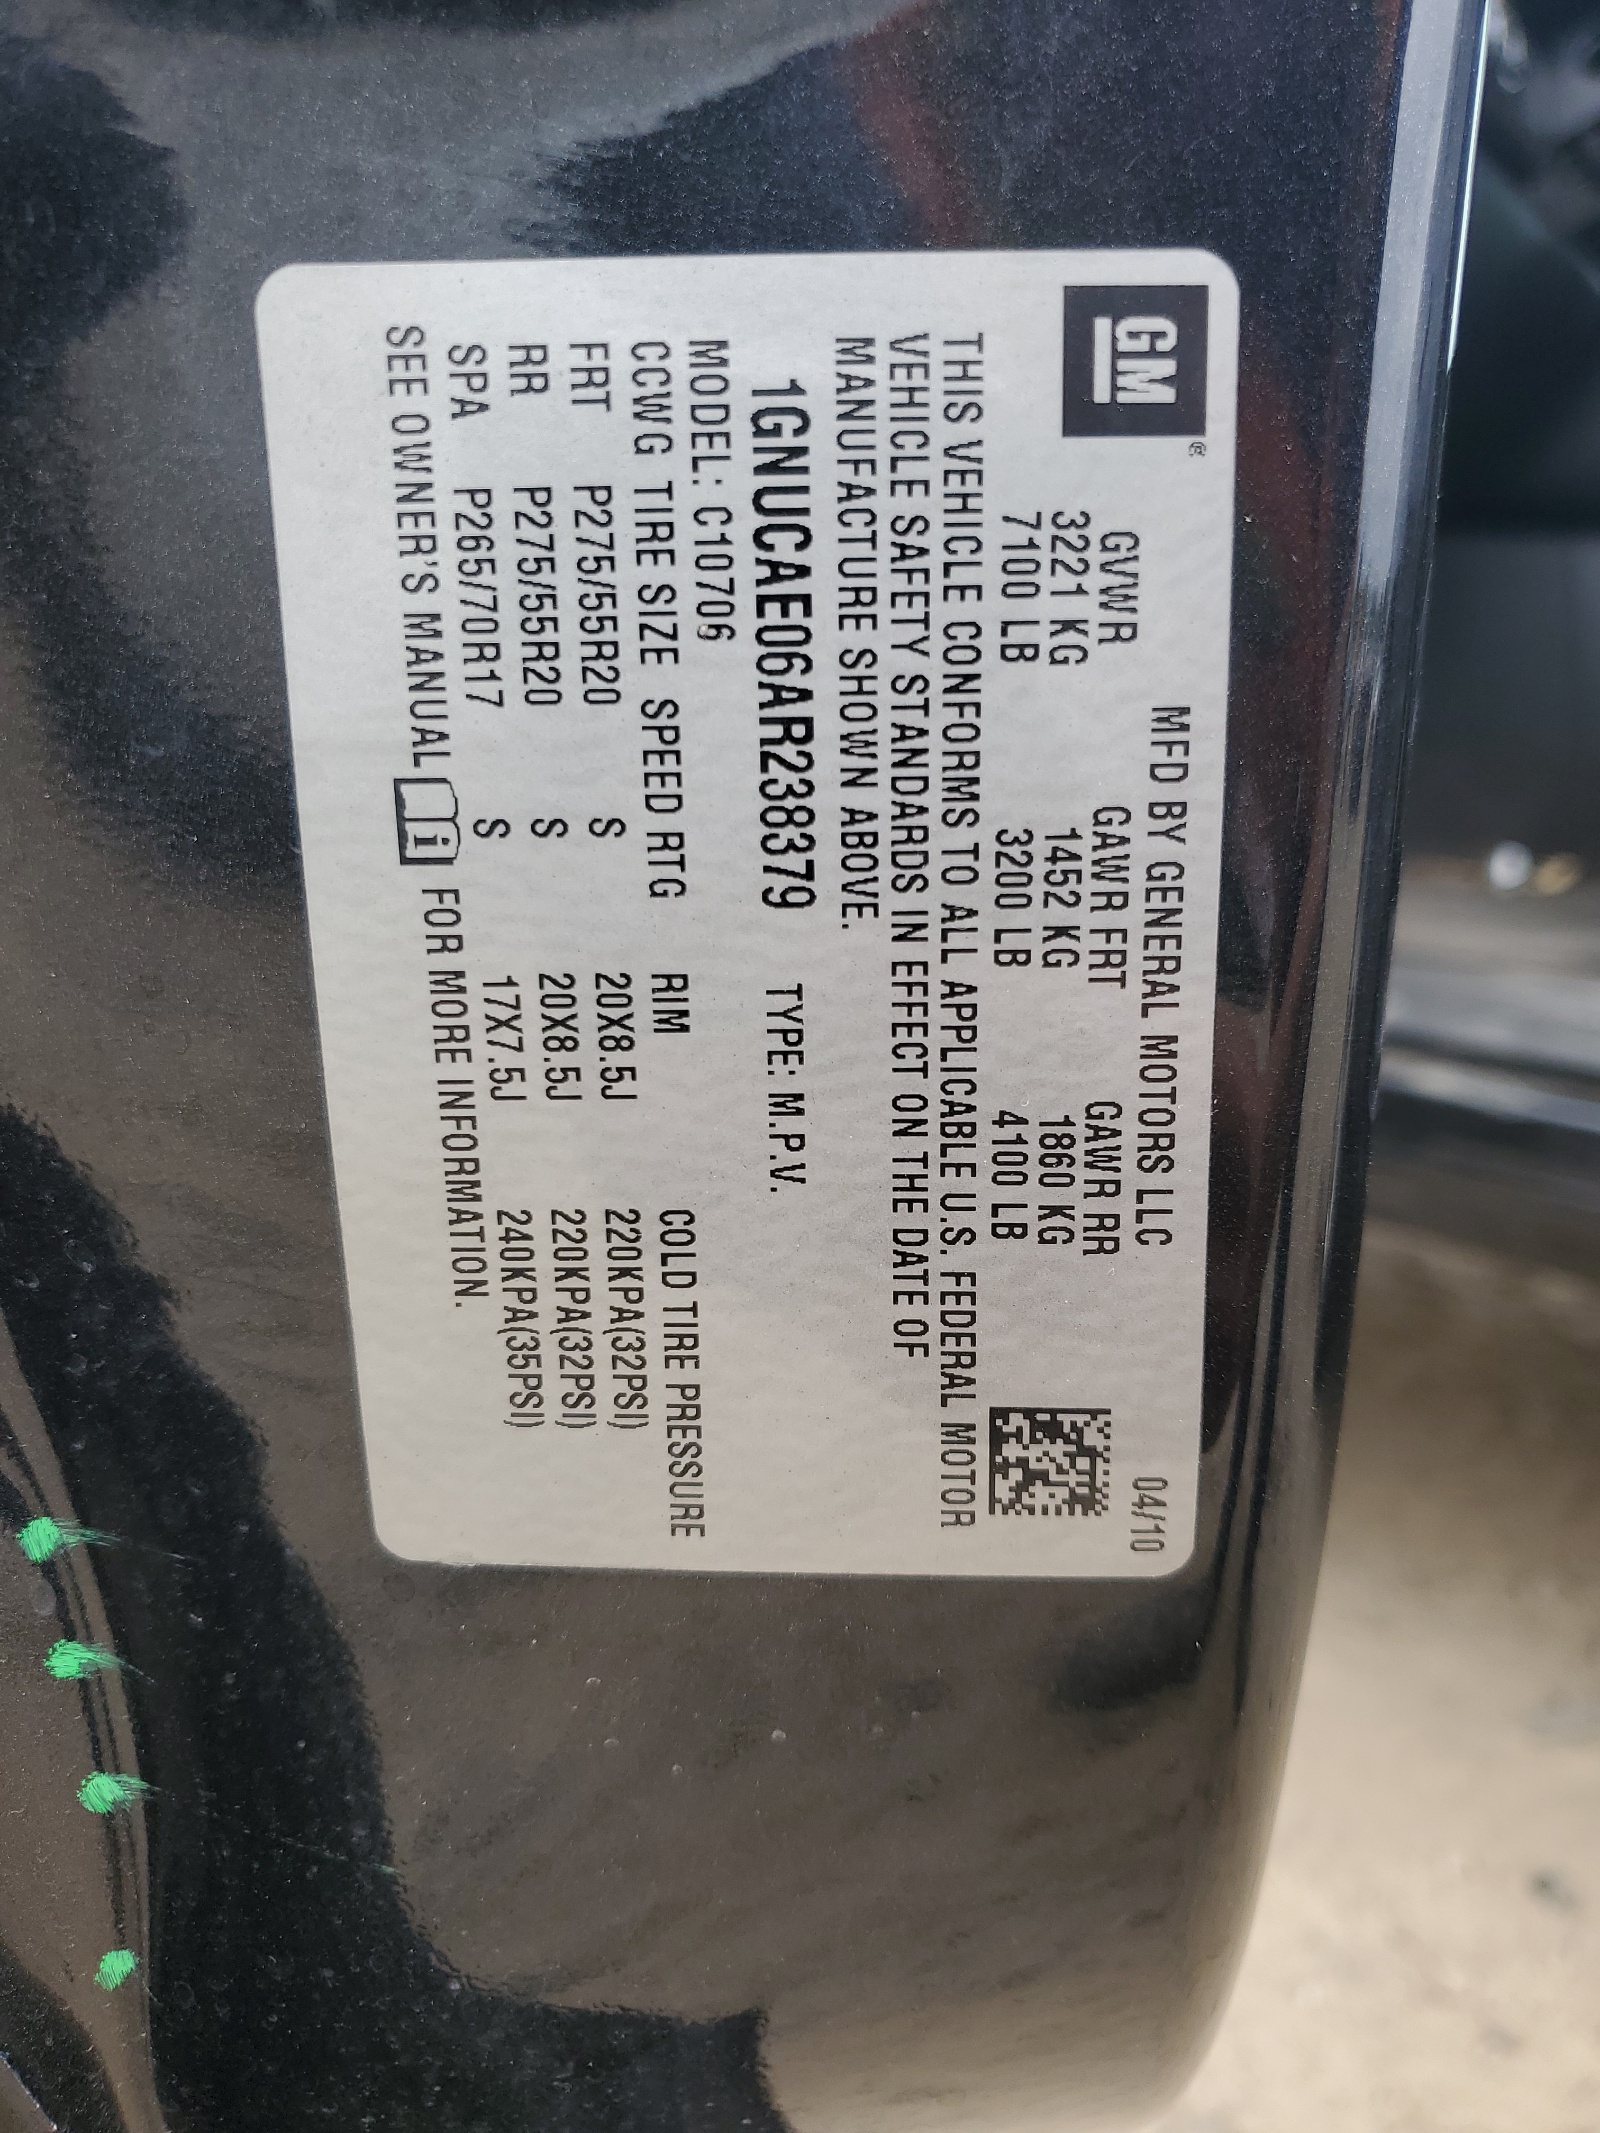 GM ®
MFD BY GENERAL MOTORS LLC 04/10
GVWR GAWR FRT GAWR RR
3221 KG 1452 KG 1860 KG
7100 LB 3200 LB 4100 LB
THIS VEHICLE CONFORMS TO ALL APPLICABLE U.S. FEDERAL MOTOR
VEHICLE SAFETY STANDARDS IN EFFECT ON THE DATE OF
MANUFACTURE SHOWN ABOVE.
1GNUCAE06AR238379 TYPE: M.P.V.
MODEL: C10706
CCWG TIRE SIZE SPEED RTG RIM COLD TIRE PRESSURE
FRT P275/55R20 S 20X8.5J 220KPA(32PSI)
RR P275/55R20 S 20X8.5J 220KPA(32PSI)
SPA P265/70R17 S 17X7.5J 240KPA(35PSI)
SEE OWNER'S MANUAL i FOR MORE INFORMATION.